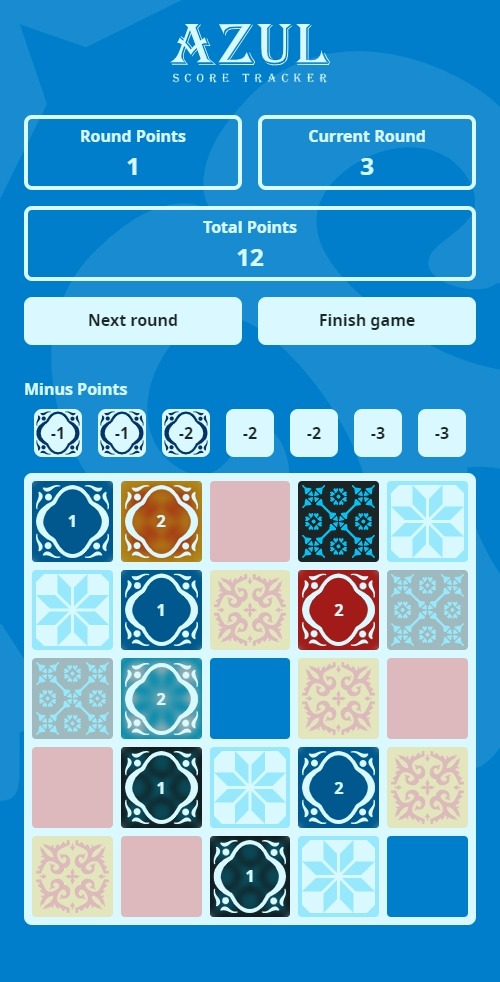 AZUL
SCORE TRACKER
Round Points
1
Current Round
3
Total Points
12
Next round
Finish game
Minus Points
-1 -1 -2 -2 -2 -3 -3
1 2
1 2
2
1 2
1